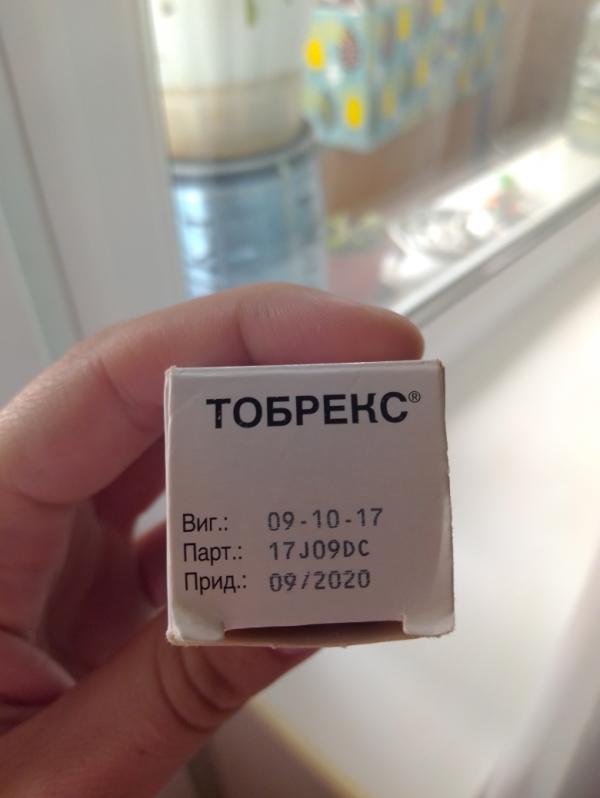 ТОБРЕКС®
Виг.: 09-10-17
Парт.: 17J09DC
Прид.: 09/2020